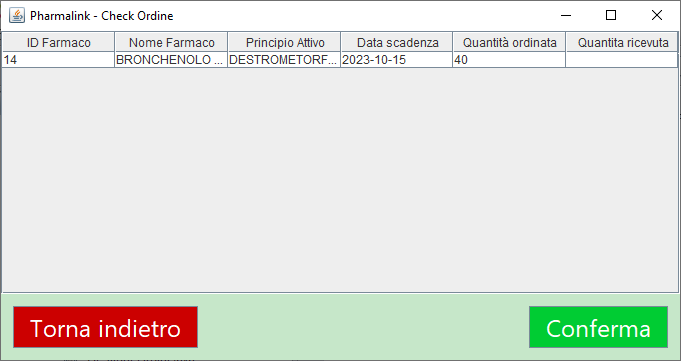 Pharmalink - Check Ordine
ID Farmaco Nome Farmaco Principio Attivo Data scadenza Quantità ordinata Quantita ricevuta
14 BRONCHENOLO ... DESTROMETORF... 2023-10-15 40
Torna indietro Conferma